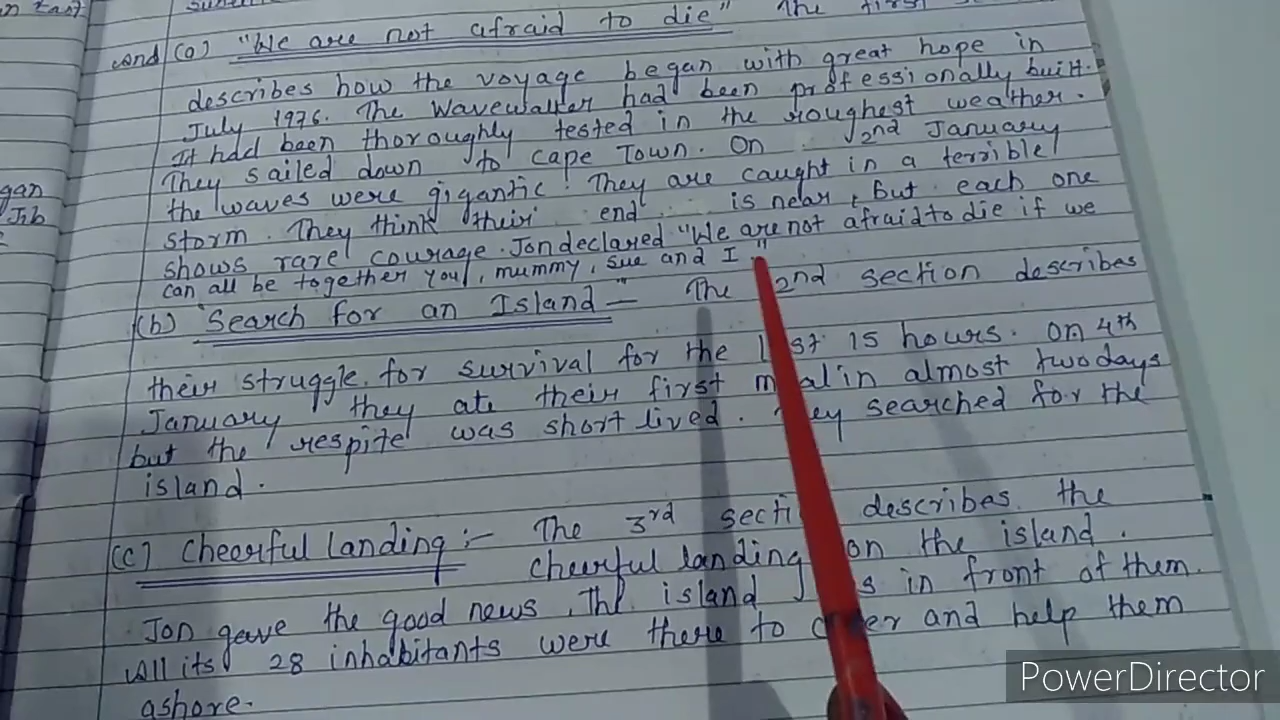 and (a) "We are not afraid to die" The first
describes how the voyage began with great hope in
July 1976. The Wavewalker had been professionally built.
It had been thoroughly tested in the roughest weather.
They sailed down to Cape Town. On 2nd January
the waves were gigantic. They are caught in a terrible
storm. They think their end is near, But each one
shows rare courage. Jon declared "We are not afraid to die if we
can all be together You, mummy, sue and I"
(b) "Search for an Island" - The 2nd section describes
their struggle for survival for the 15 hours. On 4th
January they ate their first in almost two days
but the respite was short lived. searched for the
island.
(c) Cheerful Landing :- The 3rd describes the
cheerful landing on the island.
Jon gave the good news. The island in front of them.
All its 28 inhabitants were there to and help them
ashore.
gan
Jib
PowerDirector